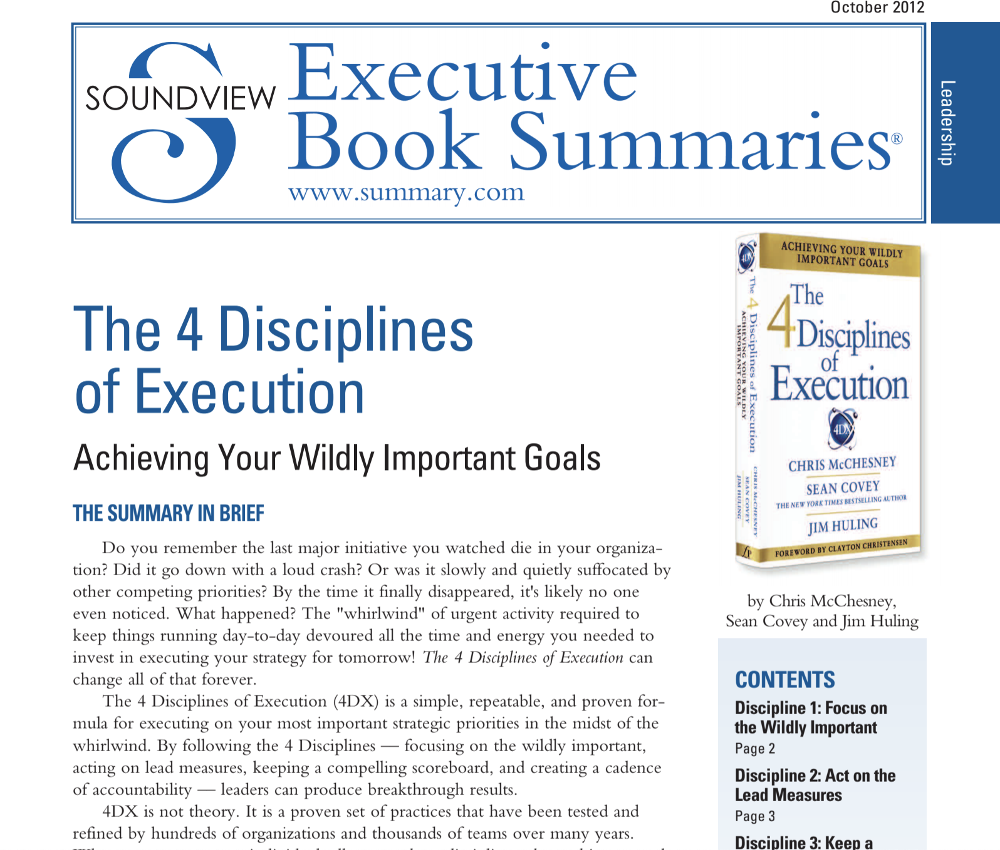 October 2012
SOUNDVIEW
Executive
Book Summaries®
www.summary.com
Leadership
The 4 Disciplines
of Execution
Achieving Your Wildly Important Goals
THE SUMMARY IN BRIEF
Do you remember the last major initiative you watched die in your organiza-
tion? Did it go down with a loud crash? Or was it slowly and quietly suffocated by
other competing priorities? By the time it finally disappeared, it's likely no one
even noticed. What happened? The "whirlwind" of urgent activity required to
keep things running day-to-day devoured all the time and energy you needed to
invest in executing your strategy for tomorrow! The 4 Disciplines of Execution can
change all of that forever.
The 4 Disciplines of Execution (4DX) is a simple, repeatable, and proven for-
mula for executing on your most important strategic priorities in the midst of the
whirlwind. By following the 4 Disciplines — focusing on the wildly important,
acting on lead measures, keeping a compelling scoreboard, and creating a cadence
of accountability — leaders can produce breakthrough results.
4DX is not theory. It is a proven set of practices that have been tested and
refined by hundreds of organizations and thousands of teams over many years.
4DX
The 4 Disciplines of Execution
ACHIEVING YOUR WILDLY
IMPORTANT GOALS
CHRIS McCHESNEY
SEAN COVEY
JIM HULING
fp
ACHIEVING YOUR WILDLY
IMPORTANT GOALS
The
4 Disciplines
of
Execution
4DX
CHRIS McCHESNEY
SEAN COVEY
THE NEW YORK TIMES BESTSELLING AUTHOR
JIM HULING
FOREWORD BY CLAYTON CHRISTENSEN
by Chris McChesney,
Sean Covey and Jim Huling
CONTENTS
Discipline 1: Focus on
the Wildly Important
Page 2
Discipline 2: Act on the
Lead Measures
Page 3
Discipline 3: Keep a